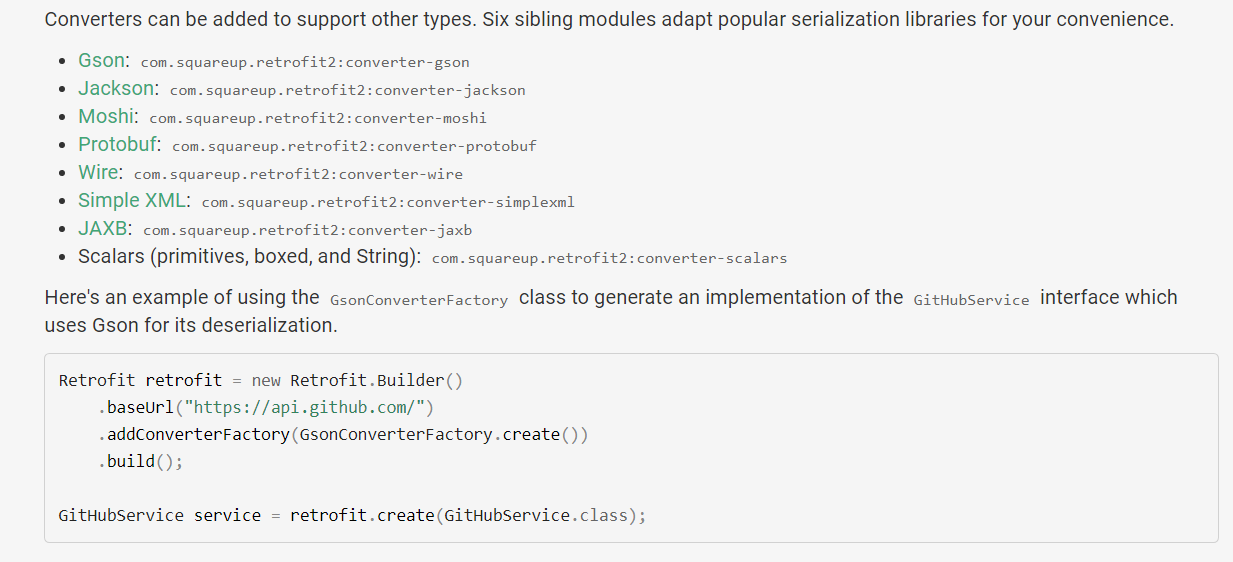 Converters can be added to support other types. Six sibling modules adapt popular serialization libraries for your convenience.
• Gson: com.squareup.retrofit2:converter-gson
• Jackson: com.squareup.retrofit2:converter-jackson
• Moshi: com.squareup.retrofit2:converter-moshi
• Protobuf: com.squareup.retrofit2:converter-protobuf
• Wire: com.squareup.retrofit2:converter-wire
• Simple XML: com.squareup.retrofit2:converter-simplexml
• JAXB: com.squareup.retrofit2:converter-jaxb
• Scalars (primitives, boxed, and String): com.squareup.retrofit2:converter-scalars
Here's an example of using the GsonConverterFactory class to generate an implementation of the GitHubService interface which
uses Gson for its deserialization.
Retrofit retrofit = new Retrofit.Builder()
    .baseUrl("https://api.github.com/")
    .addConverterFactory(GsonConverterFactory.create())
    .build();
GitHubService service = retrofit.create(GitHubService.class);